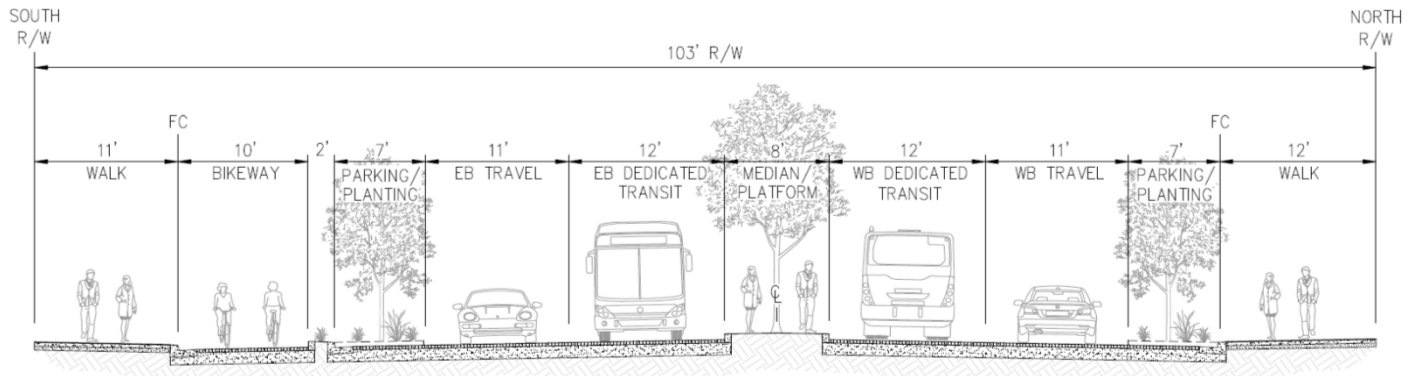 SOUTH
R/W
NORTH
R/W
103' R/W
FC
FC
11'
WALK
10'
BIKEWAY
2'
7'
PARKING/
PLANTING
11'
EB TRAVEL
12'
EB DEDICATED
TRANSIT
8'
MEDIAN/
PLATFORM
12'
WB DEDICATED
TRANSIT
11'
WB TRAVEL
7'
PARKING/
PLANTING
12'
WALK
℄